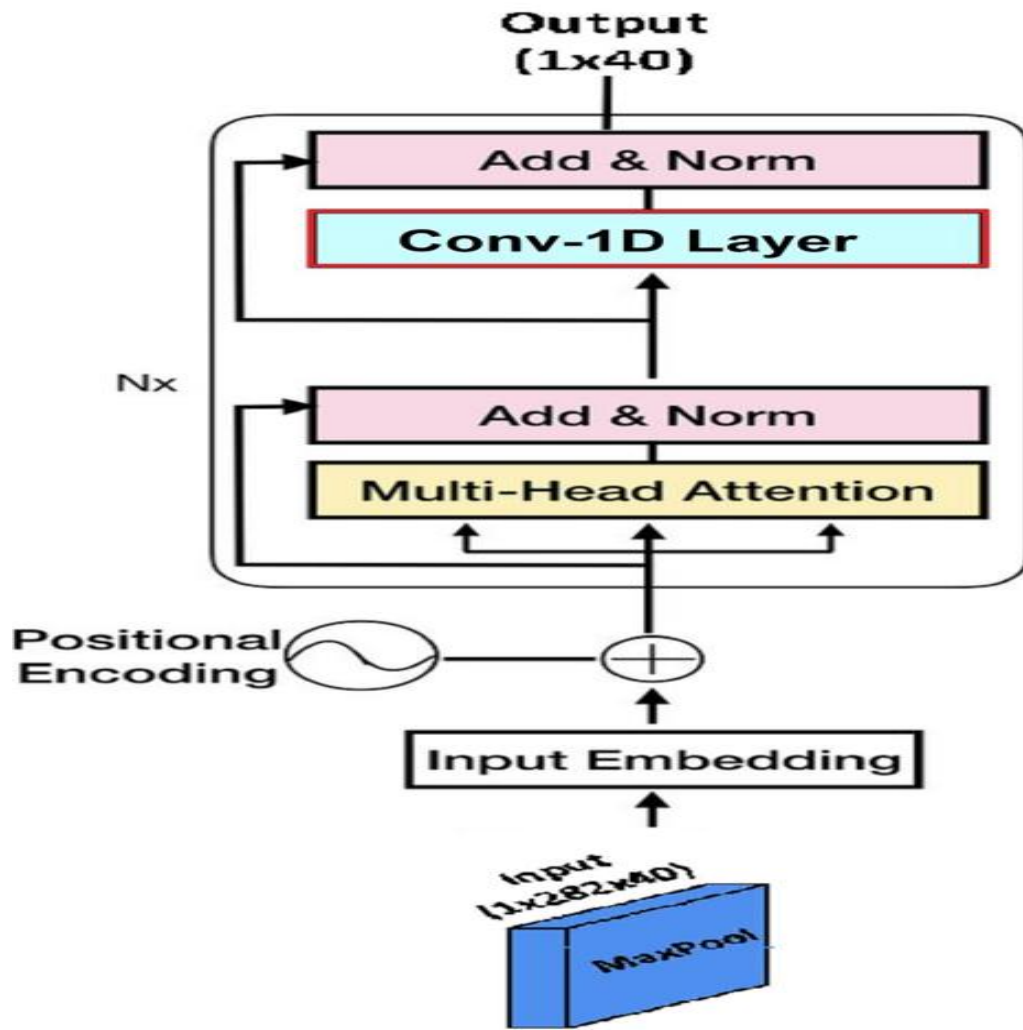 Output
(1x40)
Add & Norm
Conv-1D Layer
Nx
Add & Norm
Multi-Head Attention
Positional
Encoding
Input Embedding
Input
(1x282x40)
MaxPool